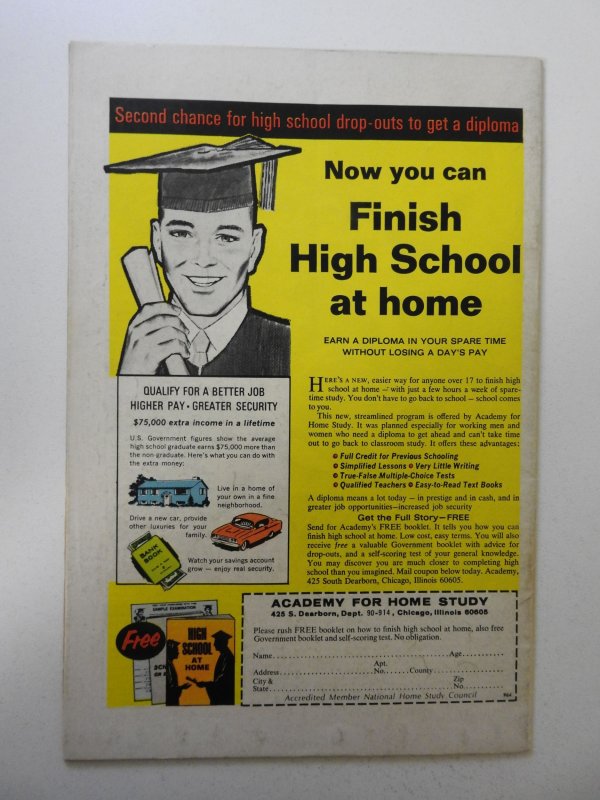 Second chance for high school drop-outs to get a diploma
Now you can
Finish
High School
at home
EARN A DIPLOMA IN YOUR SPARE TIME
WITHOUT LOSING A DAY'S PAY
QUALIFY FOR A BETTER JOB
HIGHER PAY • GREATER SECURITY
$75,000 extra income in a lifetime
U.S. Government figures show the average
high school graduate earns $75,000 more than
the non-graduate. Here's what you can do with
the extra money:
Live in a home of
your own in a fine
neighborhood.
Drive a new car, provide
other luxuries for your
family.
BANK
BOOK
Watch your savings account
grow — enjoy real security.
HERE'S A NEW, easier way for anyone over 17 to finish high
school at home — with just a few hours a week of spare-
time study. You don't have to go back to school — school comes
to you.
This new, streamlined program is offered by Academy for
Home Study. It was planned especially for working men and
women who need a diploma to get ahead and can't take time
out to go back to classroom study. It offers these advantages:
Full Credit for Previous Schooling
Simplified Lessons Very Little Writing
True-False Multiple-Choice Tests
Qualified Teachers Easy-to-Read Text Books
A diploma means a lot today — in prestige and in cash, and in
greater job opportunities—increased job security
Get the Full Story—FREE
Send for Academy's FREE booklet. It tells you how you can
finish high school at home. Low cost, easy terms. You will also
receive free a valuable Government booklet with advice for
drop-outs, and a self-scoring test of your general knowledge.
You may discover you are much closer to completing high
school than you imagined. Mail coupon below today. Academy,
425 South Dearborn, Chicago, Illinois 60605.
SAMPLE EXAMINATION
Free
HIGH
SCHOOL
AT
HOME
ACADEMY FOR HOME STUDY
425 S. Dearborn, Dept. 90-914, Chicago, Illinois 60605
Please rush FREE booklet on how to finish high school at home, also free
Government booklet and self-scoring test. No obligation.
Name Age
Apt.
Address No. County
City & Zip
State No.
Accredited Member National Home Study Council